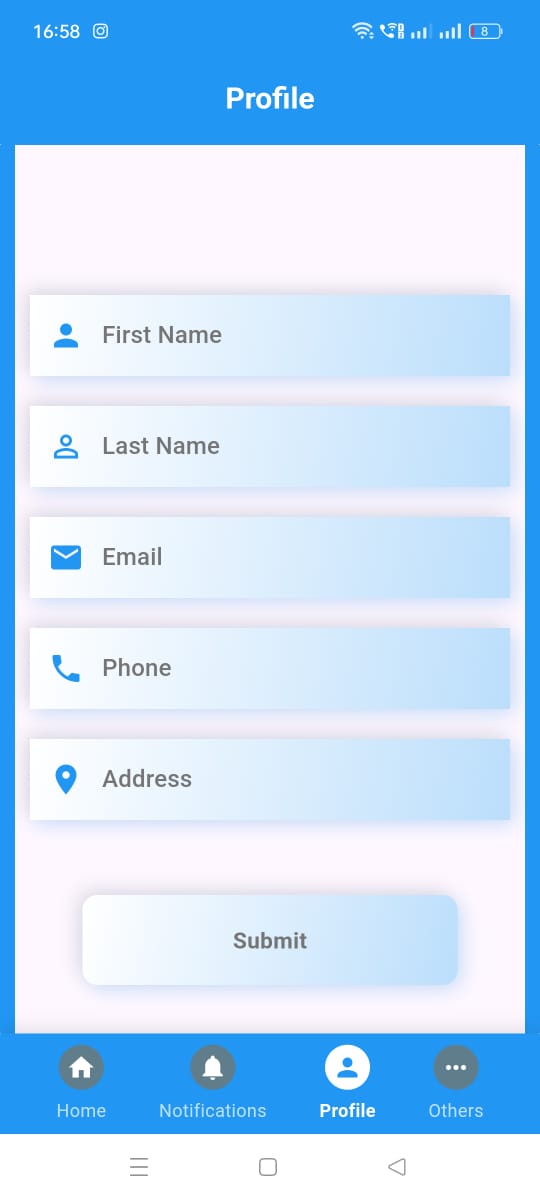 16:58
8
Profile
First Name
Last Name
Email
Phone
Address
Submit
Home
Notifications
Profile
Others